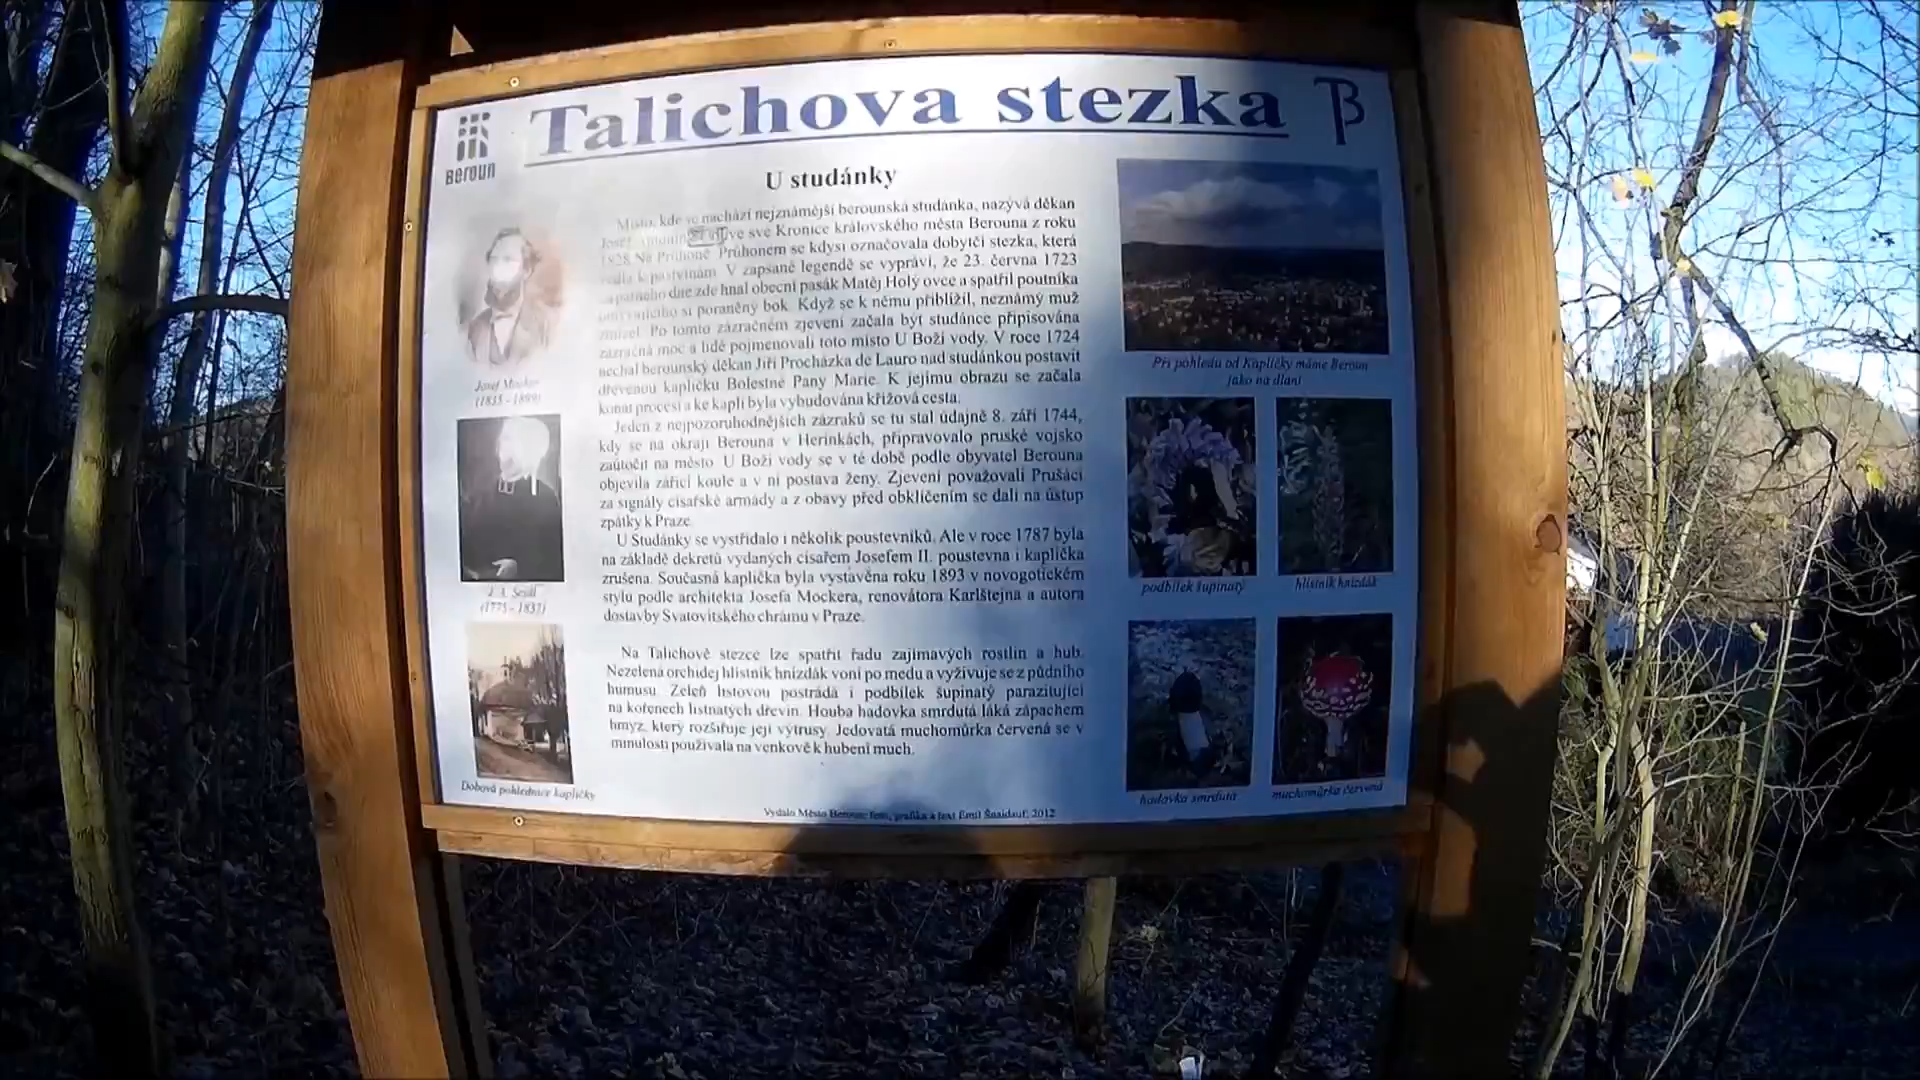 Talichova stezka
BEROUN
U studánky
Místo, kde se nachází nejznámější berounská studánka, nazývá děkan
Josef Antonín ve své Kronice královského města Berouna z roku
1828 Na Průhoně. Průhonem se kdysi označovala dobytčí stezka, která
vedla k pastvinám. V zapsané legendě se vypráví, že 23. června 1723
zde hnal obecní pasák Matěj Holý ovce a spatřil poutníka
si poraněný bok. Když se k němu přiblížil, neznámý muž
zmizel. Po tomto zázračném zjevení začala být studánce připisována
zázračná moc a lidé pojmenovali toto místo U Boží vody. V roce 1724
nechal berounský děkan Jiří Procházka de Lauro nad studánkou postavit
dřevěnou kapličku Bolestné Panny Marie. K jejímu obrazu se začala
konat procesí a ke kapli byla vybudována křížová cesta.
Jeden z nejpozoruhodnějších zázraků se tu stal údajně 8. září 1744,
kdy se na okraji Berouna v Herinkách, připravovalo pruské vojsko
zaútočit na město. U Boží vody se v té době podle obyvatel Berouna
objevila zářící koule a v ní postava ženy. Zjevení považovali Prušáci
za signály císařské armády a z obavy před obklíčením se dali na ústup
zpátky k Praze.
U Studánky se vystřídalo i několik poustevníků. Ale v roce 1787 byla
na základě dekretů vydaných císařem Josefem II. poustevna i kaplička
zrušena. Současná kaplička byla vystavěna roku 1893 v novogotickém
stylu podle architekta Josefa Mockera, renovátora Karlštejna a autora
dostavby Svatovítského chrámu v Praze.
Na Talichově stezce lze spatřit řadu zajímavých rostlin a hub.
Nezelená orchidej hlístník hnízdák voní po medu a vyživuje se z půdního
humusu. Zeleň listovou postrádá i podbílek šupinatý parazitující
na kořenech listnatých dřevin. Houba hadovka smrdutá láká zápachem
hmyz, který rozšiřuje její výtrusy. Jedovatá muchomůrka červená se v
minulosti používala na venkově k hubení much.
Josef Mocker
(1835 - 1899)
J. A. Seydl
(1775 - 1837)
Dobová pohlednice kapličky
Při pohledu od Kapličky máme Beroun
jako na dlani
podbílek šupinatý
hlístník hnízdák
hadovka smrdutá
muchomůrka červená
Vydalo Město Beroun; foto, grafika a text Emil Šnaidauf; 2012